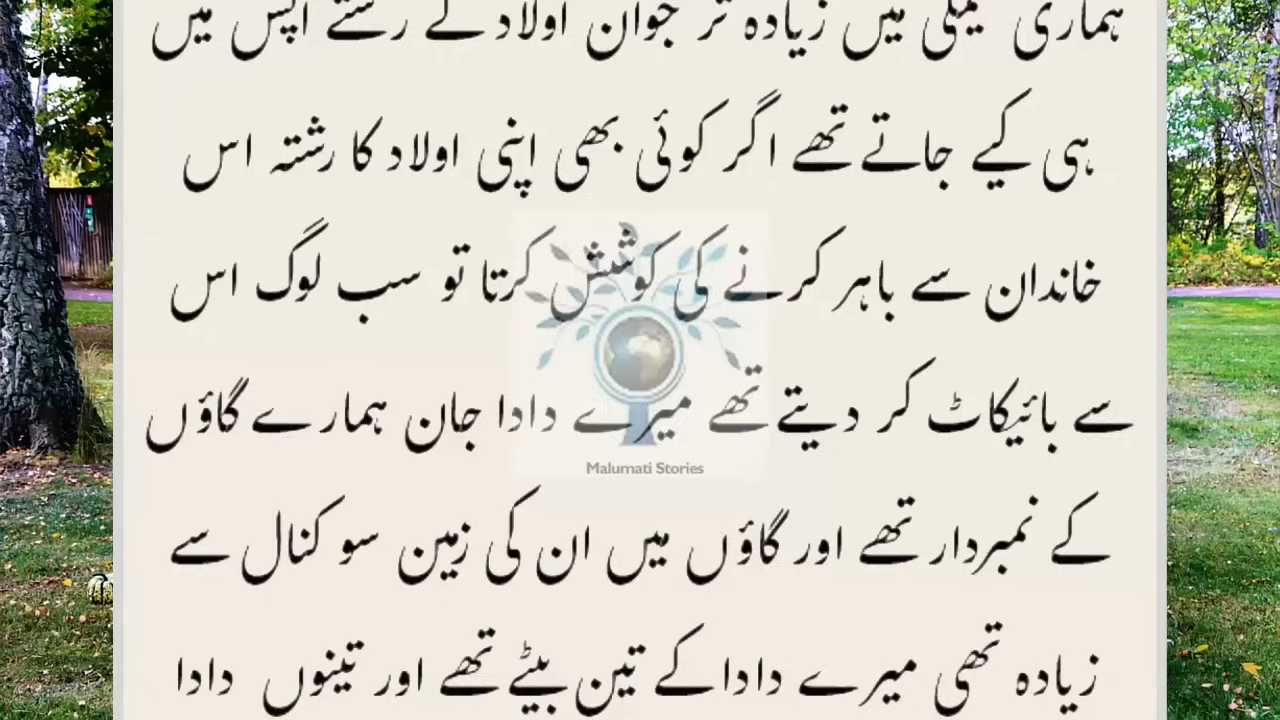 ہماری فیملی میں زیادہ تر جوان اولاد کے رشتے آپس میں
ہی کیے جاتے تھے اگر کوئی بھی اپنی اولاد کا رشتہ اس
خاندان سے باہر کرنے کی کوشش کرتا تو سب لوگ اس
سے بائیکاٹ کر دیتے تھے میرے دادا جان ہمارے گاؤں
Malumati Stories
کے نمبردار تھے اور گاؤں میں ان کی زمین سو کنال سے
زیادہ تھی میرے دادا کے تین بیٹے تھے اور تینوں دادا